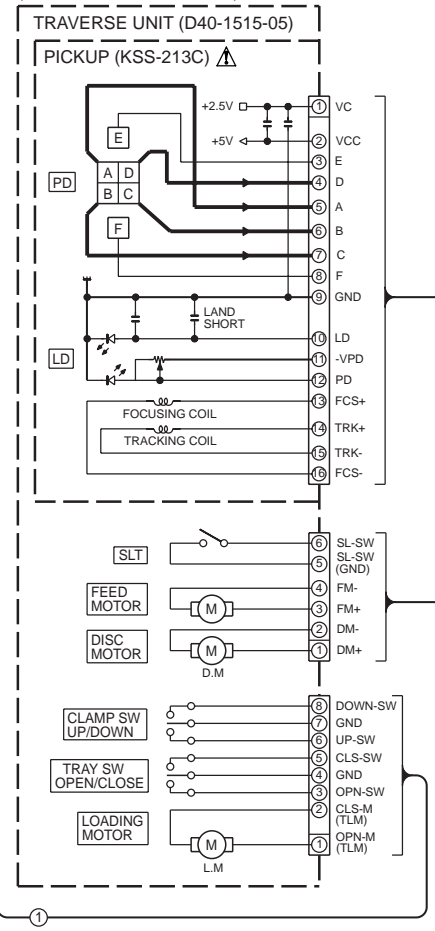 TRAVERSE UNIT (D40-1515-05)
PICKUP (KSS-213C)
+2.5V 1 VC
+5V 2 VCC
E 3 E
PD A D 4 D
B C 5 A
6 B
F 7 C
8 F
9 GND
LAND
SHORT
10 LD
LD 11 -VPD
12 PD
13 FCS+
FOCUSING COIL
14 TRK+
TRACKING COIL
15 TRK-
16 FCS-
6 SL-SW
SLT 5 SL-SW
(GND)
FEED
MOTOR
4 FM-
M 3 FM+
DISC
MOTOR
2 DM-
M 1 DM+
D.M
CLAMP SW
UP/DOWN
8 DOWN-SW
7 GND
6 UP-SW
TRAY SW
OPEN/CLOSE
5 CLS-SW
4 GND
3 OPN-SW
LOADING
MOTOR
2 CLS-M
(TLM)
M 1 OPN-M
(TLM)
L.M
1